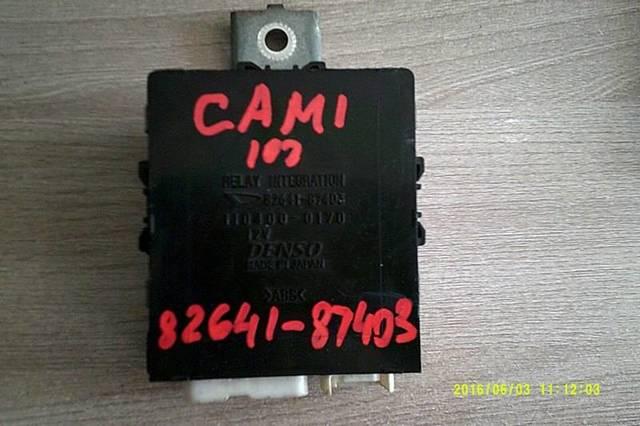 CAMI
103
RELAY INTEGRATION
82641-87403
110400-0170
12V
DENSO
MADE IN JAPAN
>ABS<
82641-87403
2016/06/03 11:12:03